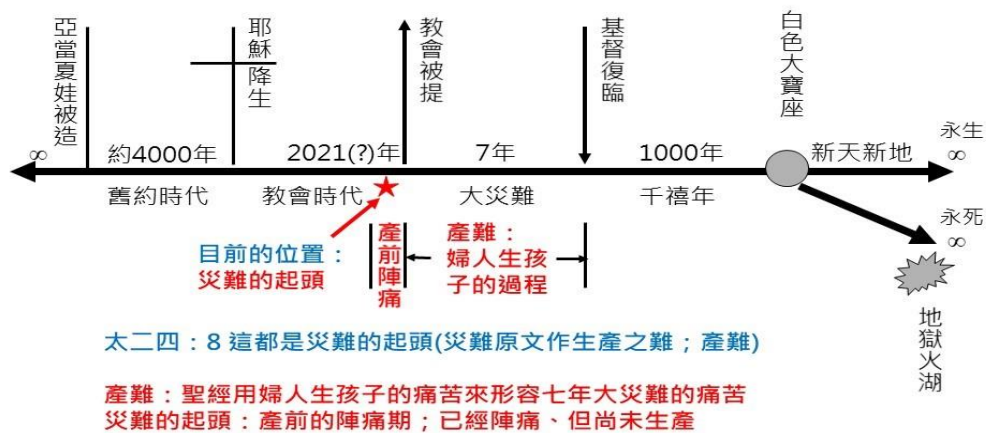 亞當夏娃被造
耶穌降生
教會被提
基督復臨
白色大寶座
∞
約4000年
2021(?)年
7年
1000年
新天新地
永生
∞
舊約時代
教會時代
大災難
千禧年
永死
∞
目前的位置：
災難的起頭
產前陣痛
產難：
婦人生孩
子的過程
地獄火湖
太二四：8 這都是災難的起頭(災難原文作生產之難；產難)
產難：聖經用婦人生孩子的痛苦來形容七年大災難的痛苦
災難的起頭：產前的陣痛期；已經陣痛、但尚未生產